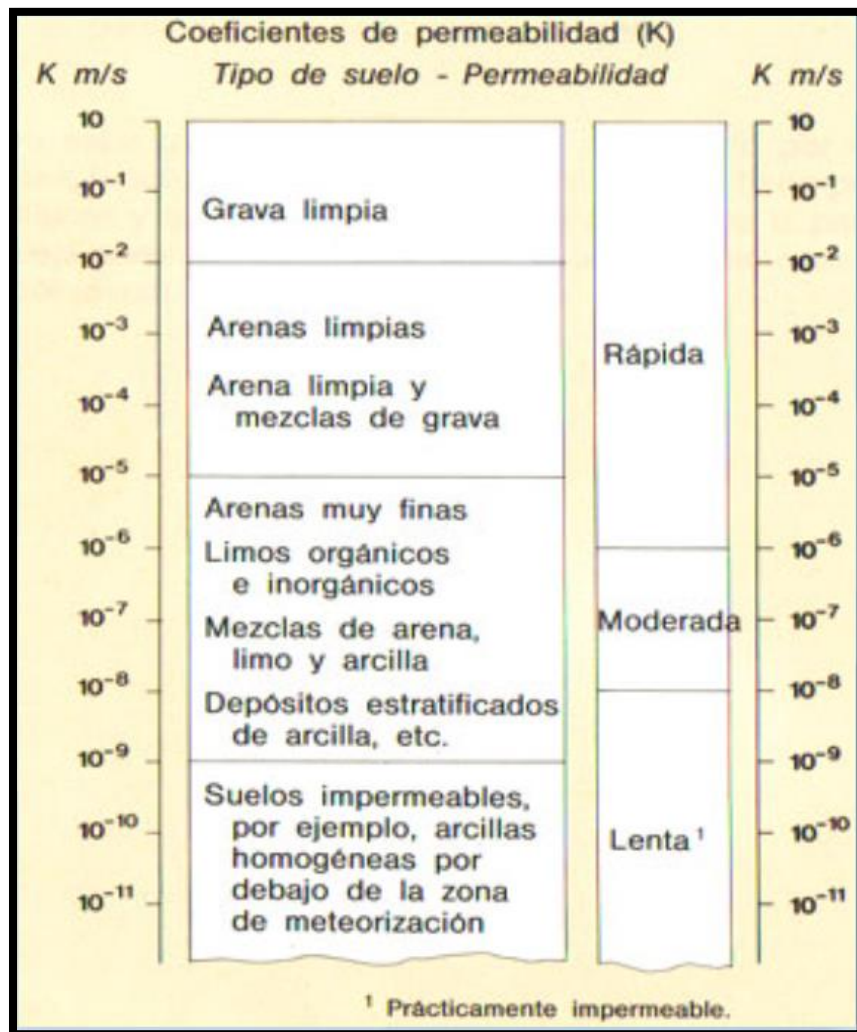 Coeficientes de permeabilidad (K)
K m/s Tipo de suelo - Permeabilidad K m/s
10 10
10⁻¹ 10⁻¹
Grava limpia
10⁻² 10⁻²
10⁻³ Arenas limpias 10⁻³
Rápida
Arena limpia y
10⁻⁴ mezclas de grava 10⁻⁴
10⁻⁵ 10⁻⁵
Arenas muy finas
10⁻⁶ Limos orgánicos 10⁻⁶
e inorgánicos
10⁻⁷ Mezclas de arena, Moderada 10⁻⁷
limo y arcilla
10⁻⁸ Depósitos estratificados 10⁻⁸
de arcilla, etc.
10⁻⁹ 10⁻⁹
Suelos impermeables,
10⁻¹⁰ por ejemplo, arcillas Lenta ¹ 10⁻¹⁰
homogéneas por
10⁻¹¹ debajo de la zona 10⁻¹¹
de meteorización
¹ Prácticamente impermeable.